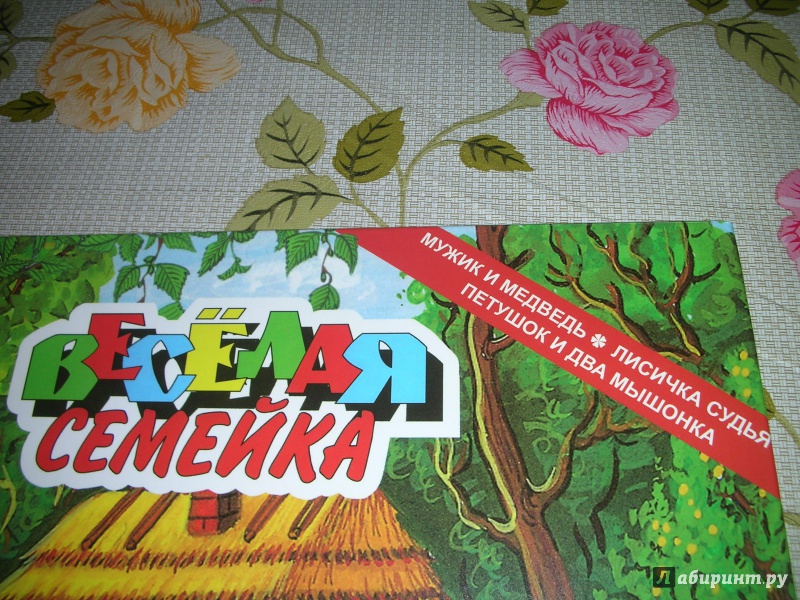 ВЕСЁЛАЯ
СЕМЕЙКА
МУЖИК И МЕДВЕДЬ ЛИСИЧКА СУДЬЯ
ПЕТУШОК И ДВА МЫШОНКА
Лабиринт.ру